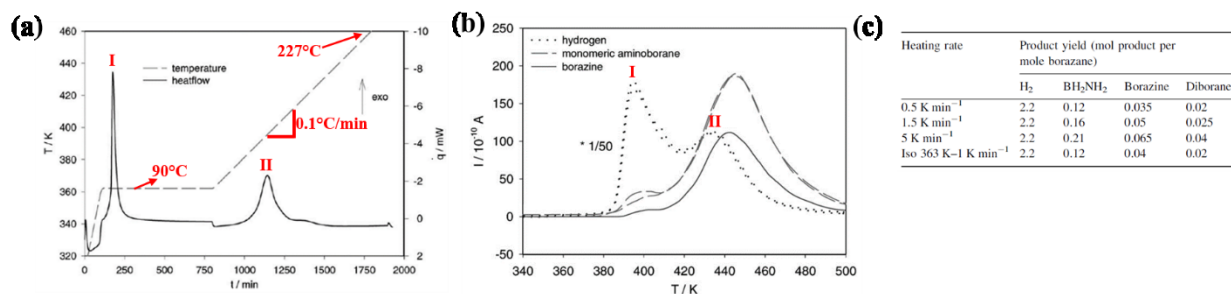 (a)
460
440
420
400
380
360
340
320
T / K
0
250
500
750
1000
1250
1500
1750
2000
t / min
-10
-8
-6
-4
-2
0
2
q / mW
temperature
heatflow
exo
I
II
90°C
227°C
0.1°C/min
(b)
250
200
150
100
50
0
-50
I / 10⁻¹⁰ A
340
360
380
400
420
440
460
480
500
T / K
hydrogen
monomeric aminoborane
borazine
I
II
* 1/50
(c)
Heating rate Product yield (mol product per
mole borazane)
H₂ BH₂NH₂ Borazine Diborane
0.5 K min⁻¹ 2.2 0.12 0.035 0.02
1.5 K min⁻¹ 2.2 0.16 0.05 0.025
5 K min⁻¹ 2.2 0.21 0.065 0.04
Iso 363 K–1 K min⁻¹ 2.2 0.12 0.04 0.02